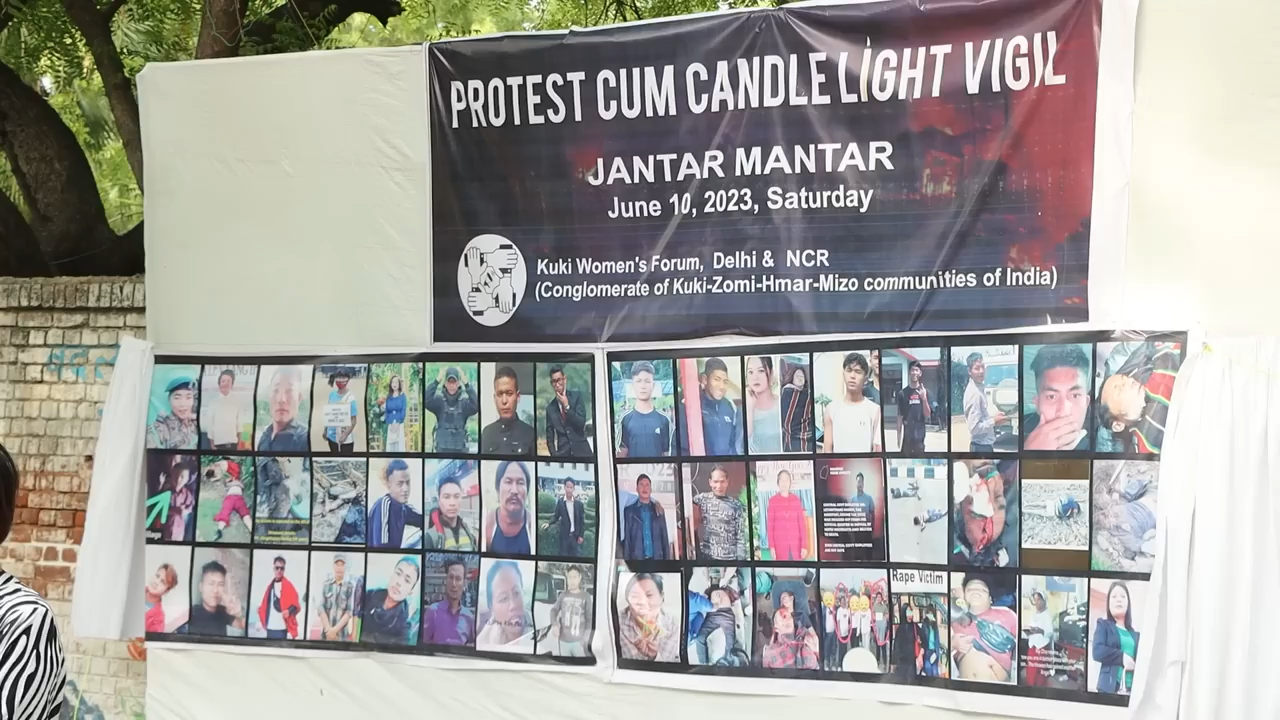 PROTEST CUM CANDLE LIGHT VIGIL
JANTAR MANTAR
June 10, 2023, Saturday
Kuki Women's Forum, Delhi & NCR
(Conglomerate of Kuki-Zomi-Hmar-Mizo communities of India)
Rape Victim